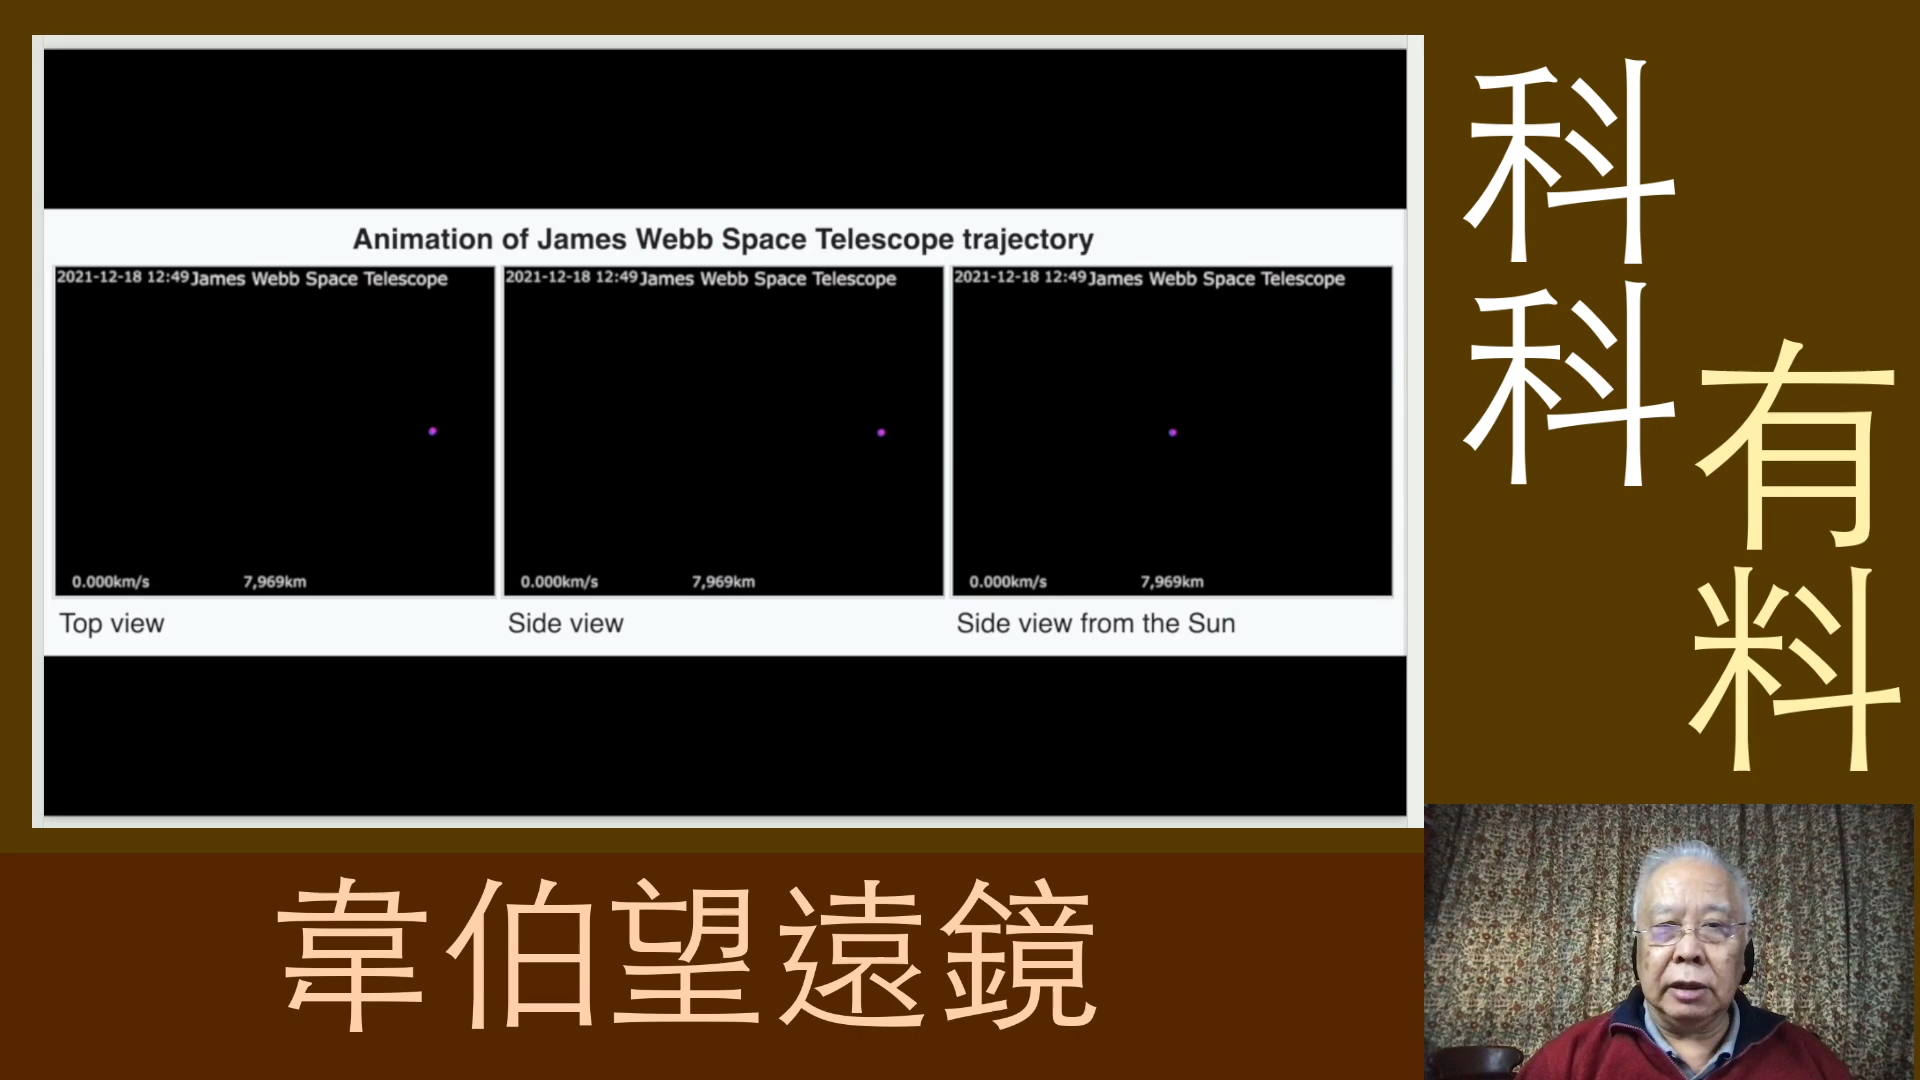 Animation of James Webb Space Telescope trajectory
2021-12-18 12:49 James Webb Space Telescope
0.000km/s 7,969km
Top view
2021-12-18 12:49 James Webb Space Telescope
0.000km/s 7,969km
Side view
2021-12-18 12:49 James Webb Space Telescope
0.000km/s 7,969km
Side view from the Sun
科科
有料
韋伯望遠鏡